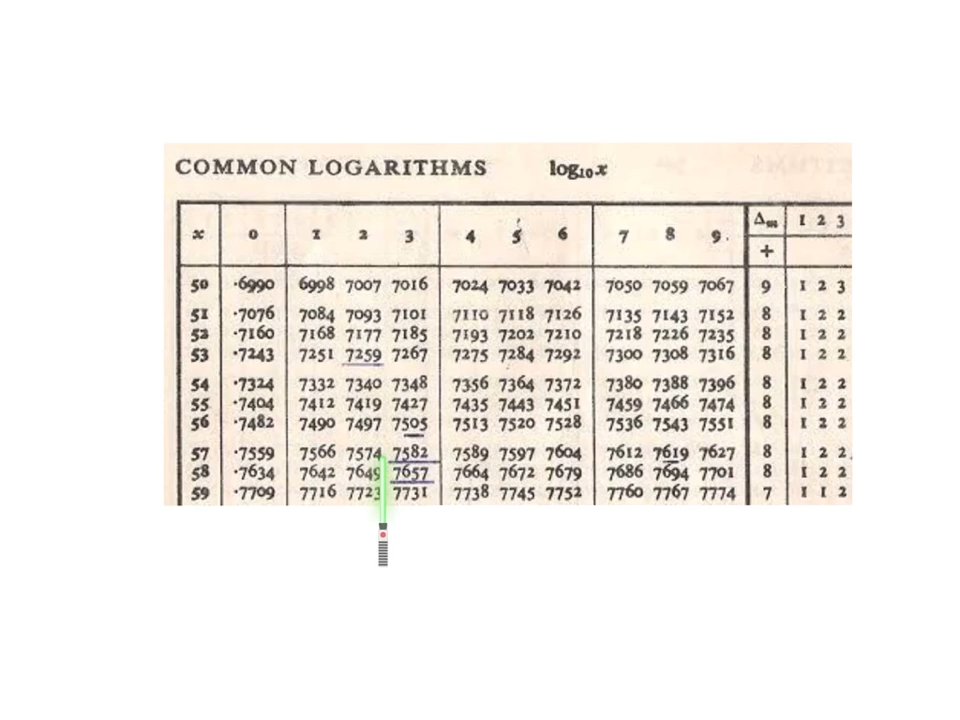 COMMON LOGARITHMS log₁₀x
x 0 1 2 3 4 5 6 7 8 9. Δₘ 1 2 3
+
50 ·6990 6998 7007 7016 7024 7033 7042 7050 7059 7067 9 1 2 3
51 ·7076 7084 7093 7101 7110 7118 7126 7135 7143 7152 8 1 2 2
52 ·7160 7168 7177 7185 7193 7202 7210 7218 7226 7235 8 1 2 2
53 ·7243 7251 7259 7267 7275 7284 7292 7300 7308 7316 8 1 2 2
54 ·7324 7332 7340 7348 7356 7364 7372 7380 7388 7396 8 1 2 2
55 ·7404 7412 7419 7427 7435 7443 7451 7459 7466 7474 8 1 2 2
56 ·7482 7490 7497 7505 7513 7520 7528 7536 7543 7551 8 1 2 2
57 ·7559 7566 7574 7582 7589 7597 7604 7612 7619 7627 8 1 2 2
58 ·7634 7642 7649 7657 7664 7672 7679 7686 7694 7701 8 1 2 2
59 ·7709 7716 7723 7731 7738 7745 7752 7760 7767 7774 7 1 1 2